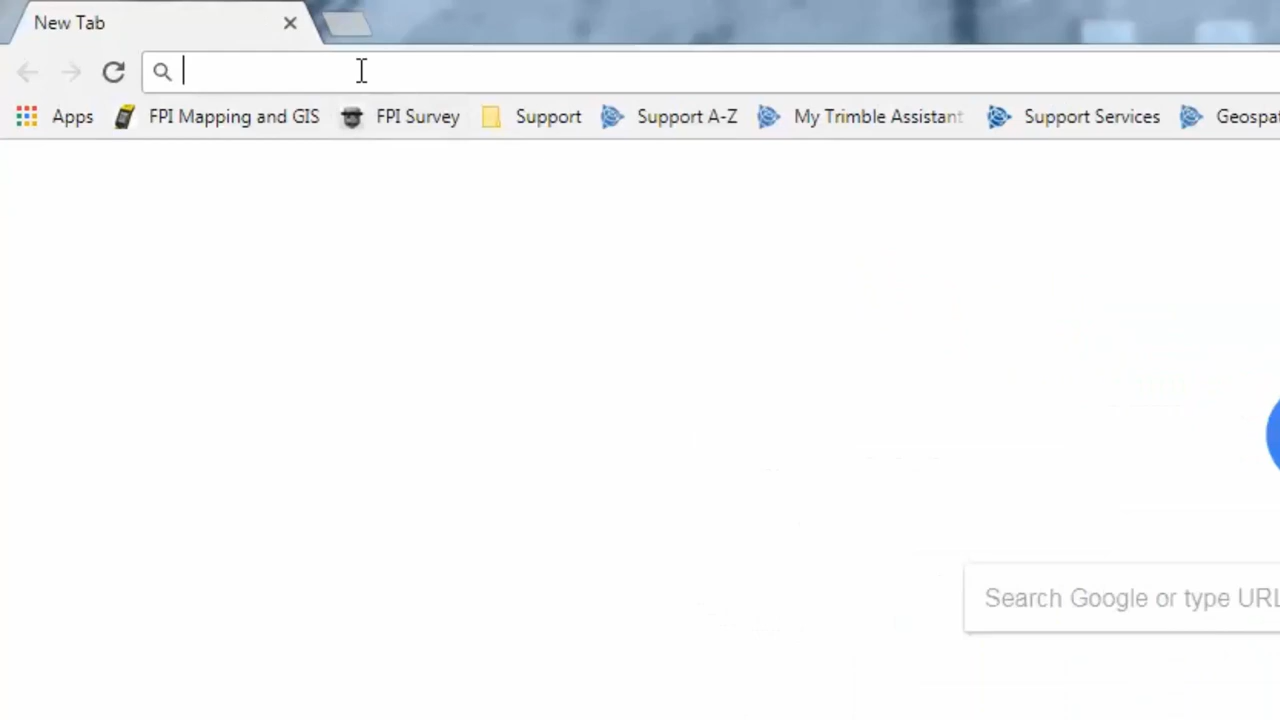 New Tab
Apps FPI Mapping and GIS FPI Survey Support Support A-Z My Trimble Assistant Support Services Geospat
Search Google or type URL